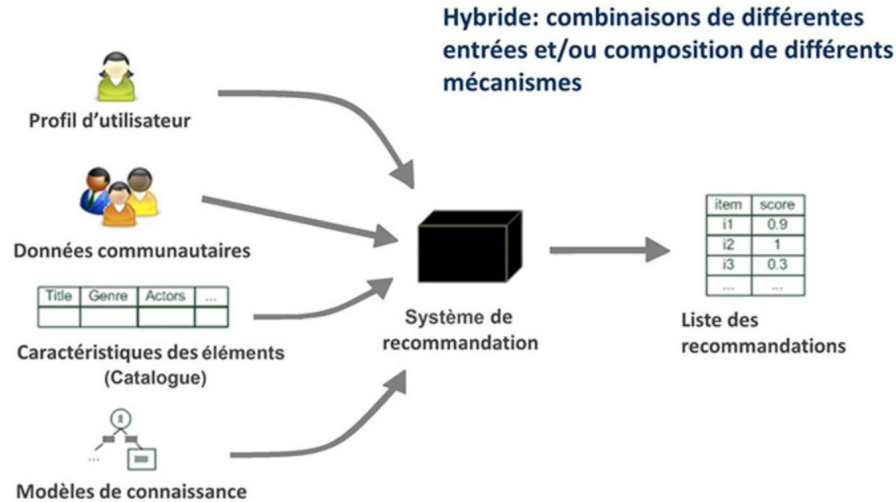 Hybride: combinaisons de différentes
entrées et/ou composition de différents
mécanismes
Profil d'utilisateur
Données communautaires
Title Genre Actors ...
Caractéristiques des éléments
(Catalogue)
...
Modèles de connaissance
Système de
recommandation
item score
i1 0.9
i2 1
i3 0.3
... ...
Liste des
recommandations